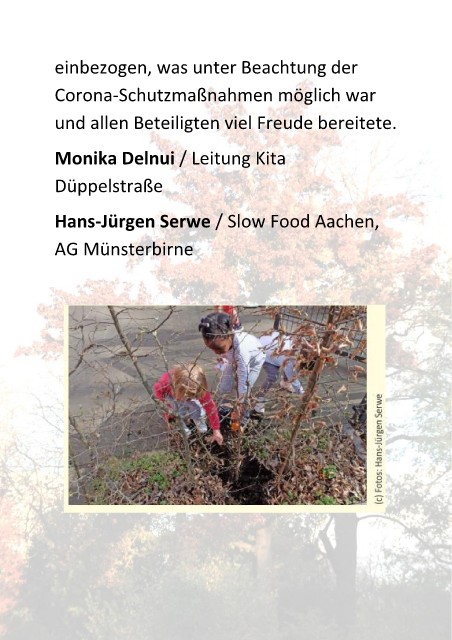 einbezogen, was unter Beachtung der
Corona-Schutzmaßnahmen möglich war
und allen Beteiligten viel Freude bereitete.
Monika Delnui / Leitung Kita
Düppelstraße
Hans-Jürgen Serwe / Slow Food Aachen,
AG Münsterbirne
(c) Fotos: Hans-Jürgen Serwe